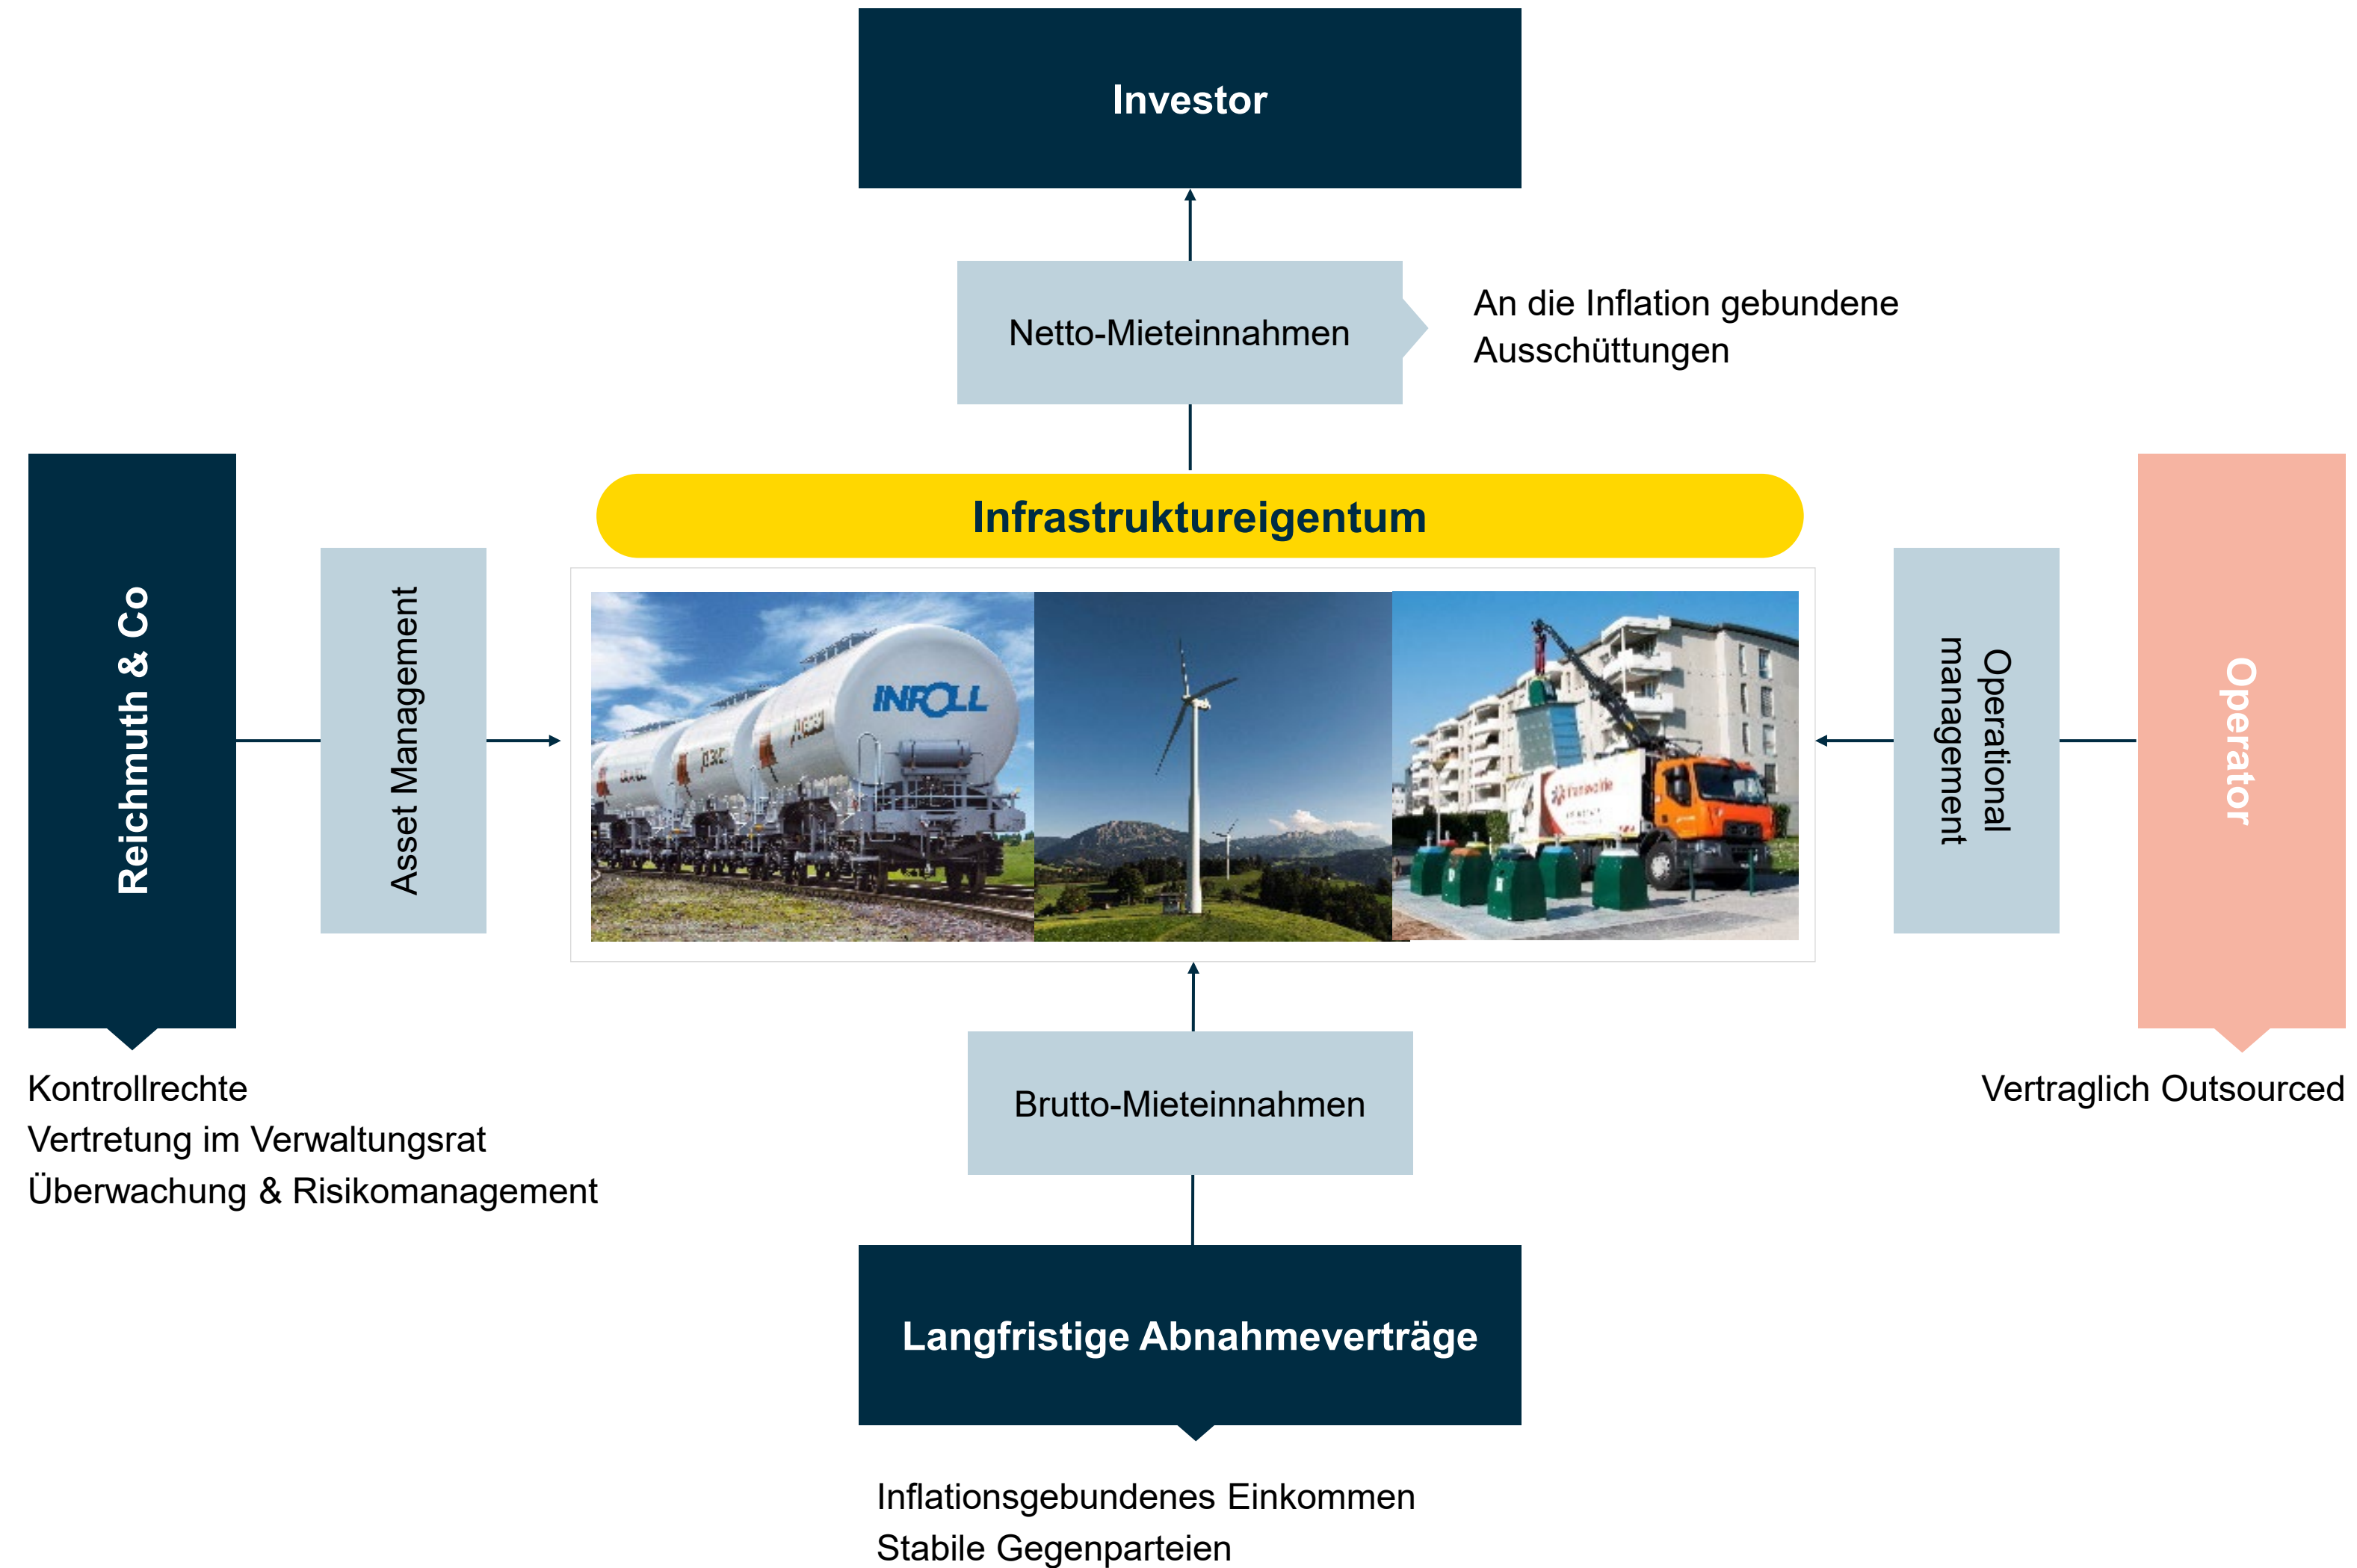 Investor
Netto-Mieteinnahmen
An die Inflation gebundene
Ausschüttungen
Infrastruktureigentum
Reichmuth & Co
Asset Management
Operational
management
Operator
Kontrollrechte
Vertretung im Verwaltungsrat
Überwachung & Risikomanagement
Vertraglich Outsourced
Brutto-Mieteinnahmen
Langfristige Abnahmeverträge
Inflationsgebundenes Einkommen
Stabile Gegenparteien